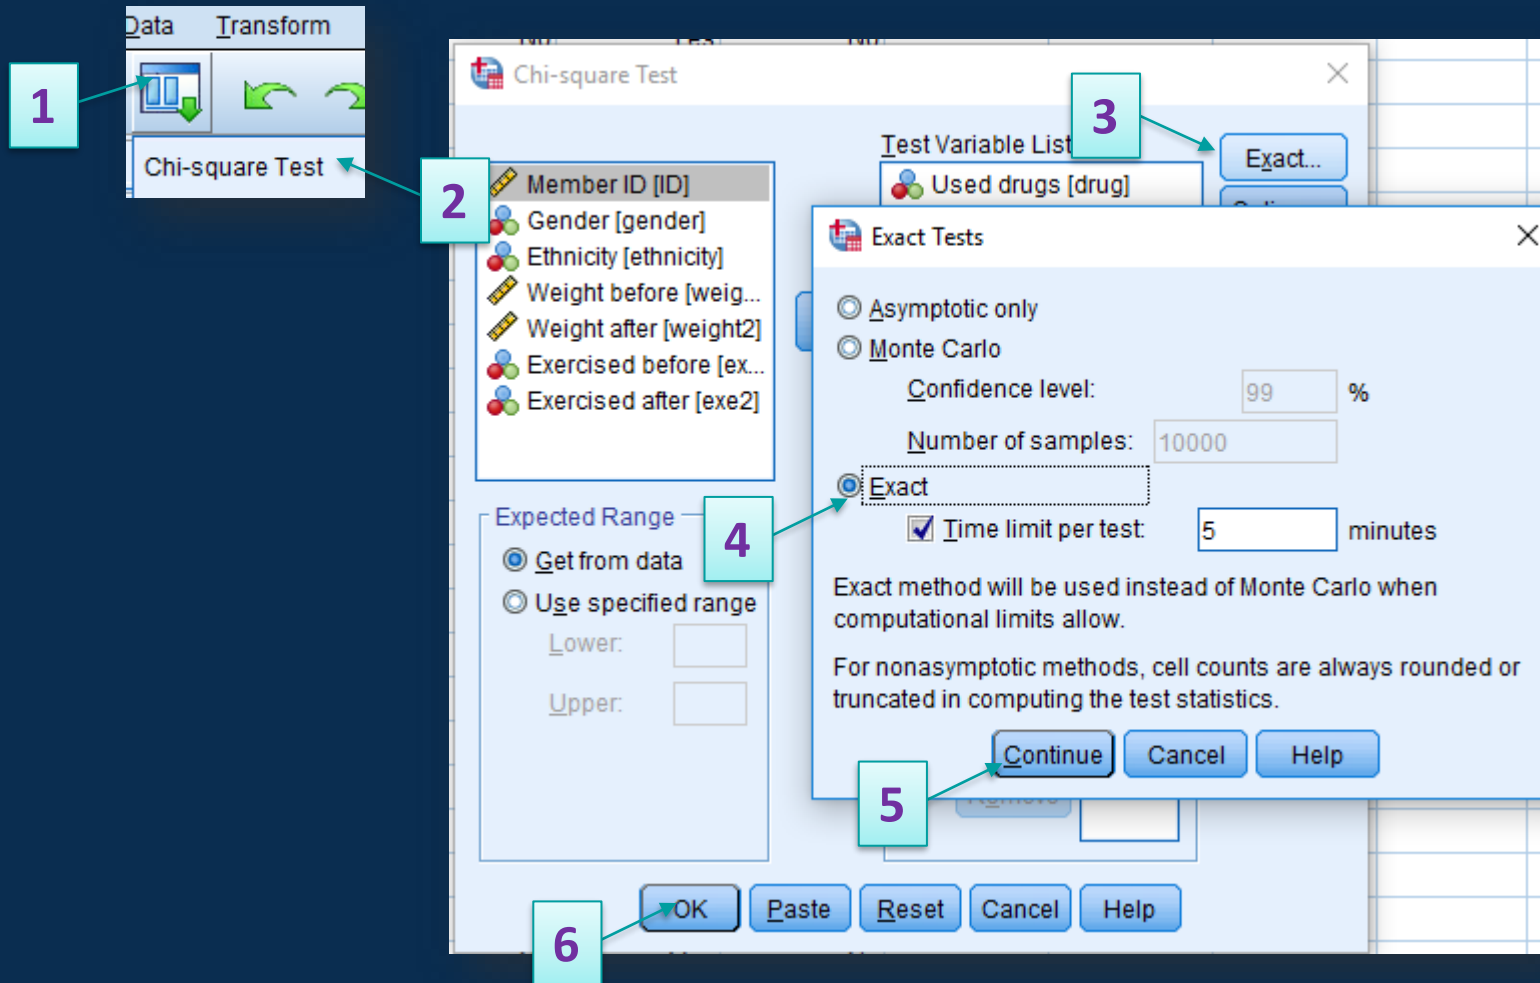 Data Transform
1
Chi-square Test
2
Chi-square Test
3
Test Variable List
Exact...
Member ID [ID]
Gender [gender]
Ethnicity [ethnicity]
Weight before [weig...
Weight after [weight2]
Exercised before [ex...
Exercised after [exe2]
Used drugs [drug]
Exact Tests
Asymptotic only
Monte Carlo
Confidence level: 99 %
Number of samples: 10000
Exact
4
Time limit per test: 5 minutes
Exact method will be used instead of Monte Carlo when
computational limits allow.
For nonasymptotic methods, cell counts are always rounded or
truncated in computing the test statistics.
Continue Cancel Help
5
Expected Range
Get from data
Use specified range
Lower:
Upper:
OK Paste Reset Cancel Help
6